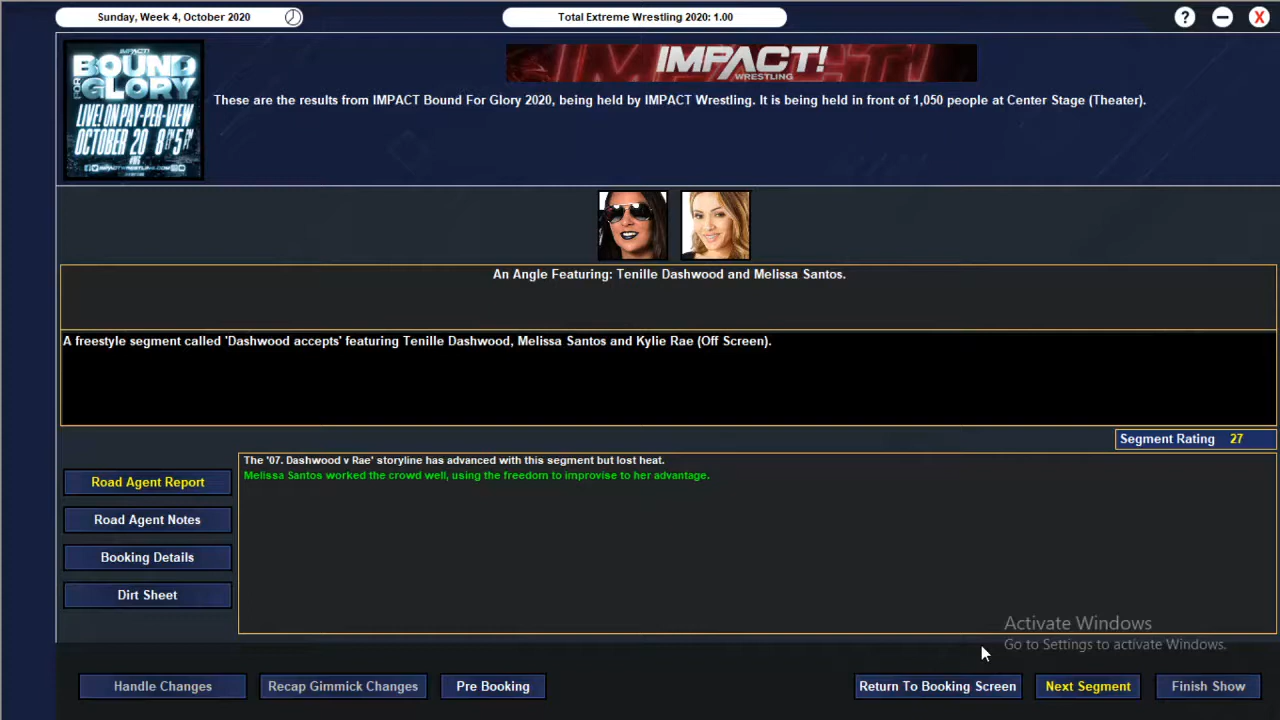 Sunday, Week 4, October 2020
Total Extreme Wrestling 2020: 1.00
?
X
IMPACT!
BOUND
FOR
GLORY
LIVE! ON PAY-PER-VIEW
OCTOBER 20
IMPACT!
WRESTLING
These are the results from IMPACT Bound For Glory 2020, being held by IMPACT Wrestling. It is being held in front of 1,050 people at Center Stage (Theater).
An Angle Featuring: Tenille Dashwood and Melissa Santos.
A freestyle segment called 'Dashwood accepts' featuring Tenille Dashwood, Melissa Santos and Kylie Rae (Off Screen).
Segment Rating 27
The '07. Dashwood v Rae' storyline has advanced with this segment but lost heat.
Melissa Santos worked the crowd well, using the freedom to improvise to her advantage.
Road Agent Report
Road Agent Notes
Booking Details
Dirt Sheet
Activate Windows
Go to Settings to activate Windows.
Handle Changes
Recap Gimmick Changes
Pre Booking
Return To Booking Screen
Next Segment
Finish Show